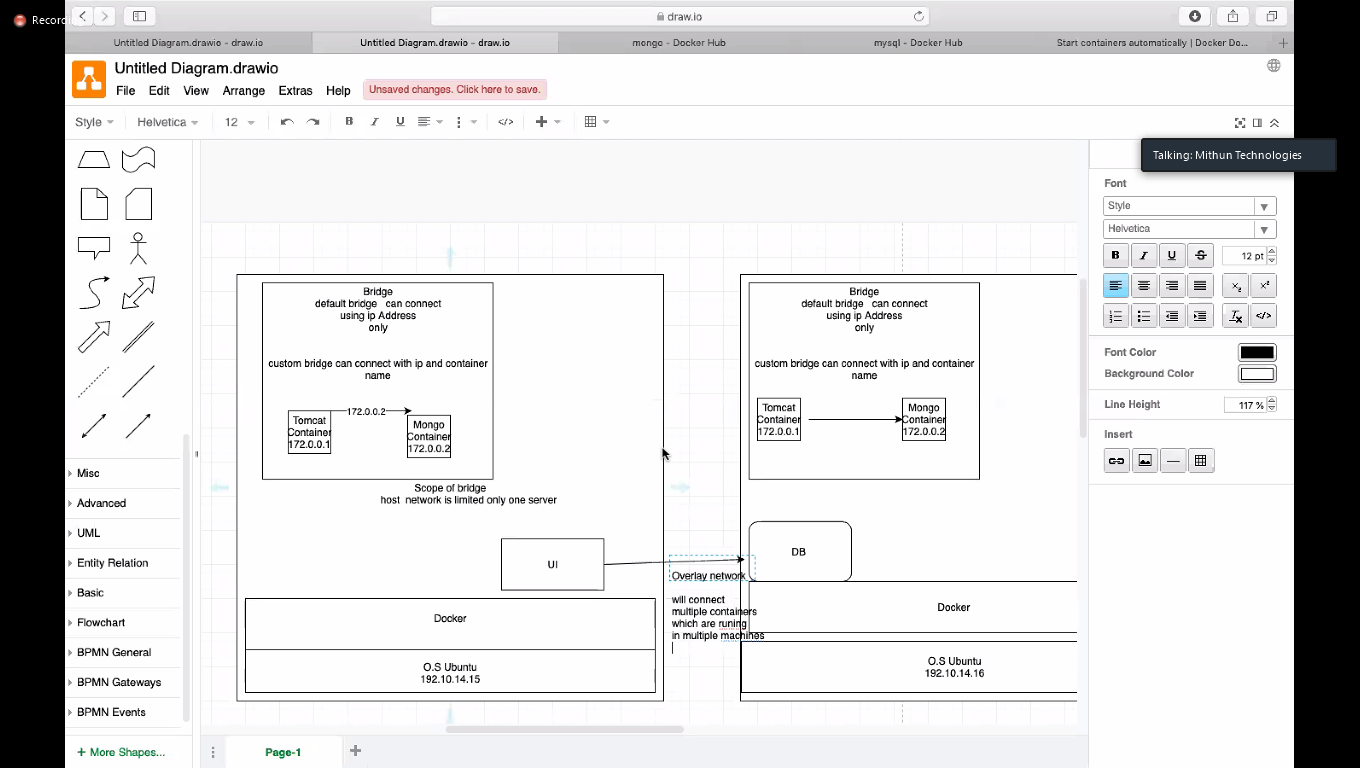 Recor
draw.io
Untitled Diagram.drawio – draw.io
Untitled Diagram.drawio – draw.io
mongo - Docker Hub
mysql - Docker Hub
Start containers automatically | Docker Do...
Untitled Diagram.drawio
File Edit View Arrange Extras Help
Unsaved changes. Click here to save.
Style Helvetica 12 B I U </>
Talking: Mithun Technologies
Misc
Advanced
UML
Entity Relation
Basic
Flowchart
BPMN General
BPMN Gateways
BPMN Events
+ More Shapes...
Bridge
default bridge can connect
using ip Address
only
custom bridge can connect with ip and container
name
172.0.0.2
Tomcat
Container
172.0.0.1
Mongo
Container
172.0.0.2
Scope of bridge
host network is limited only one server
UI
Docker
O.S Ubuntu
192.10.14.15
Overlay network
will connect
multiple containers
which are runing
in multiple machines
Bridge
default bridge can connect
using ip Address
only
custom bridge can connect with ip and container
name
Tomcat
Container
172.0.0.1
Mongo
Container
172.0.0.2
DB
Docker
O.S Ubuntu
192.10.14.16
Font
Style
Helvetica
B I U S 12 pt
</>
Font Color
Background Color
Line Height 117 %
Insert
Page-1